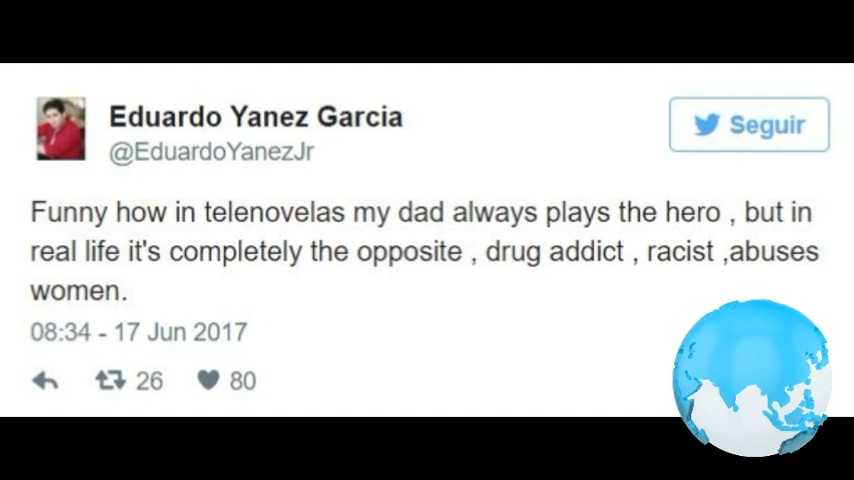 Eduardo Yanez Garcia
@EduardoYanezJr
Seguir
Funny how in telenovelas my dad always plays the hero , but in
real life it's completely the opposite , drug addict , racist ,abuses
women.
08:34 - 17 Jun 2017
26 80